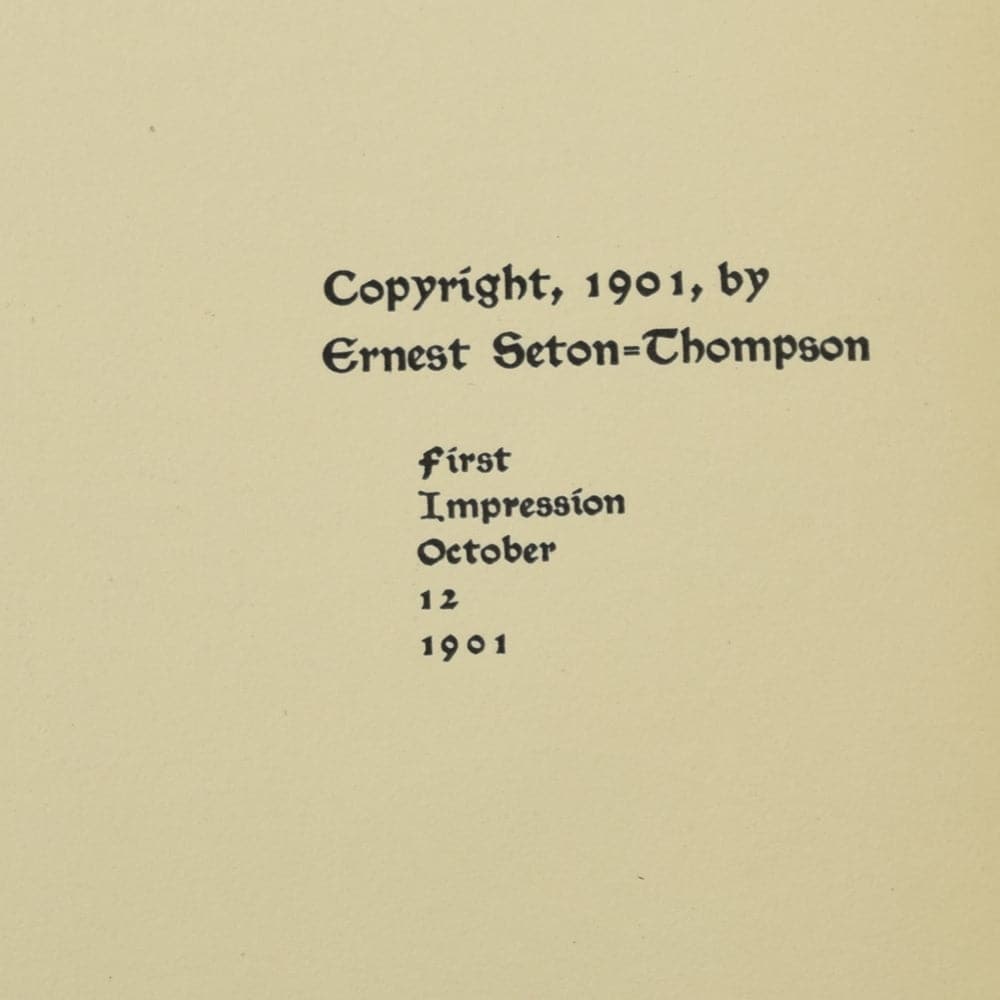 Copyright, 1901, by
Ernest Seton=Thompson
First
Impression
October
12
1901